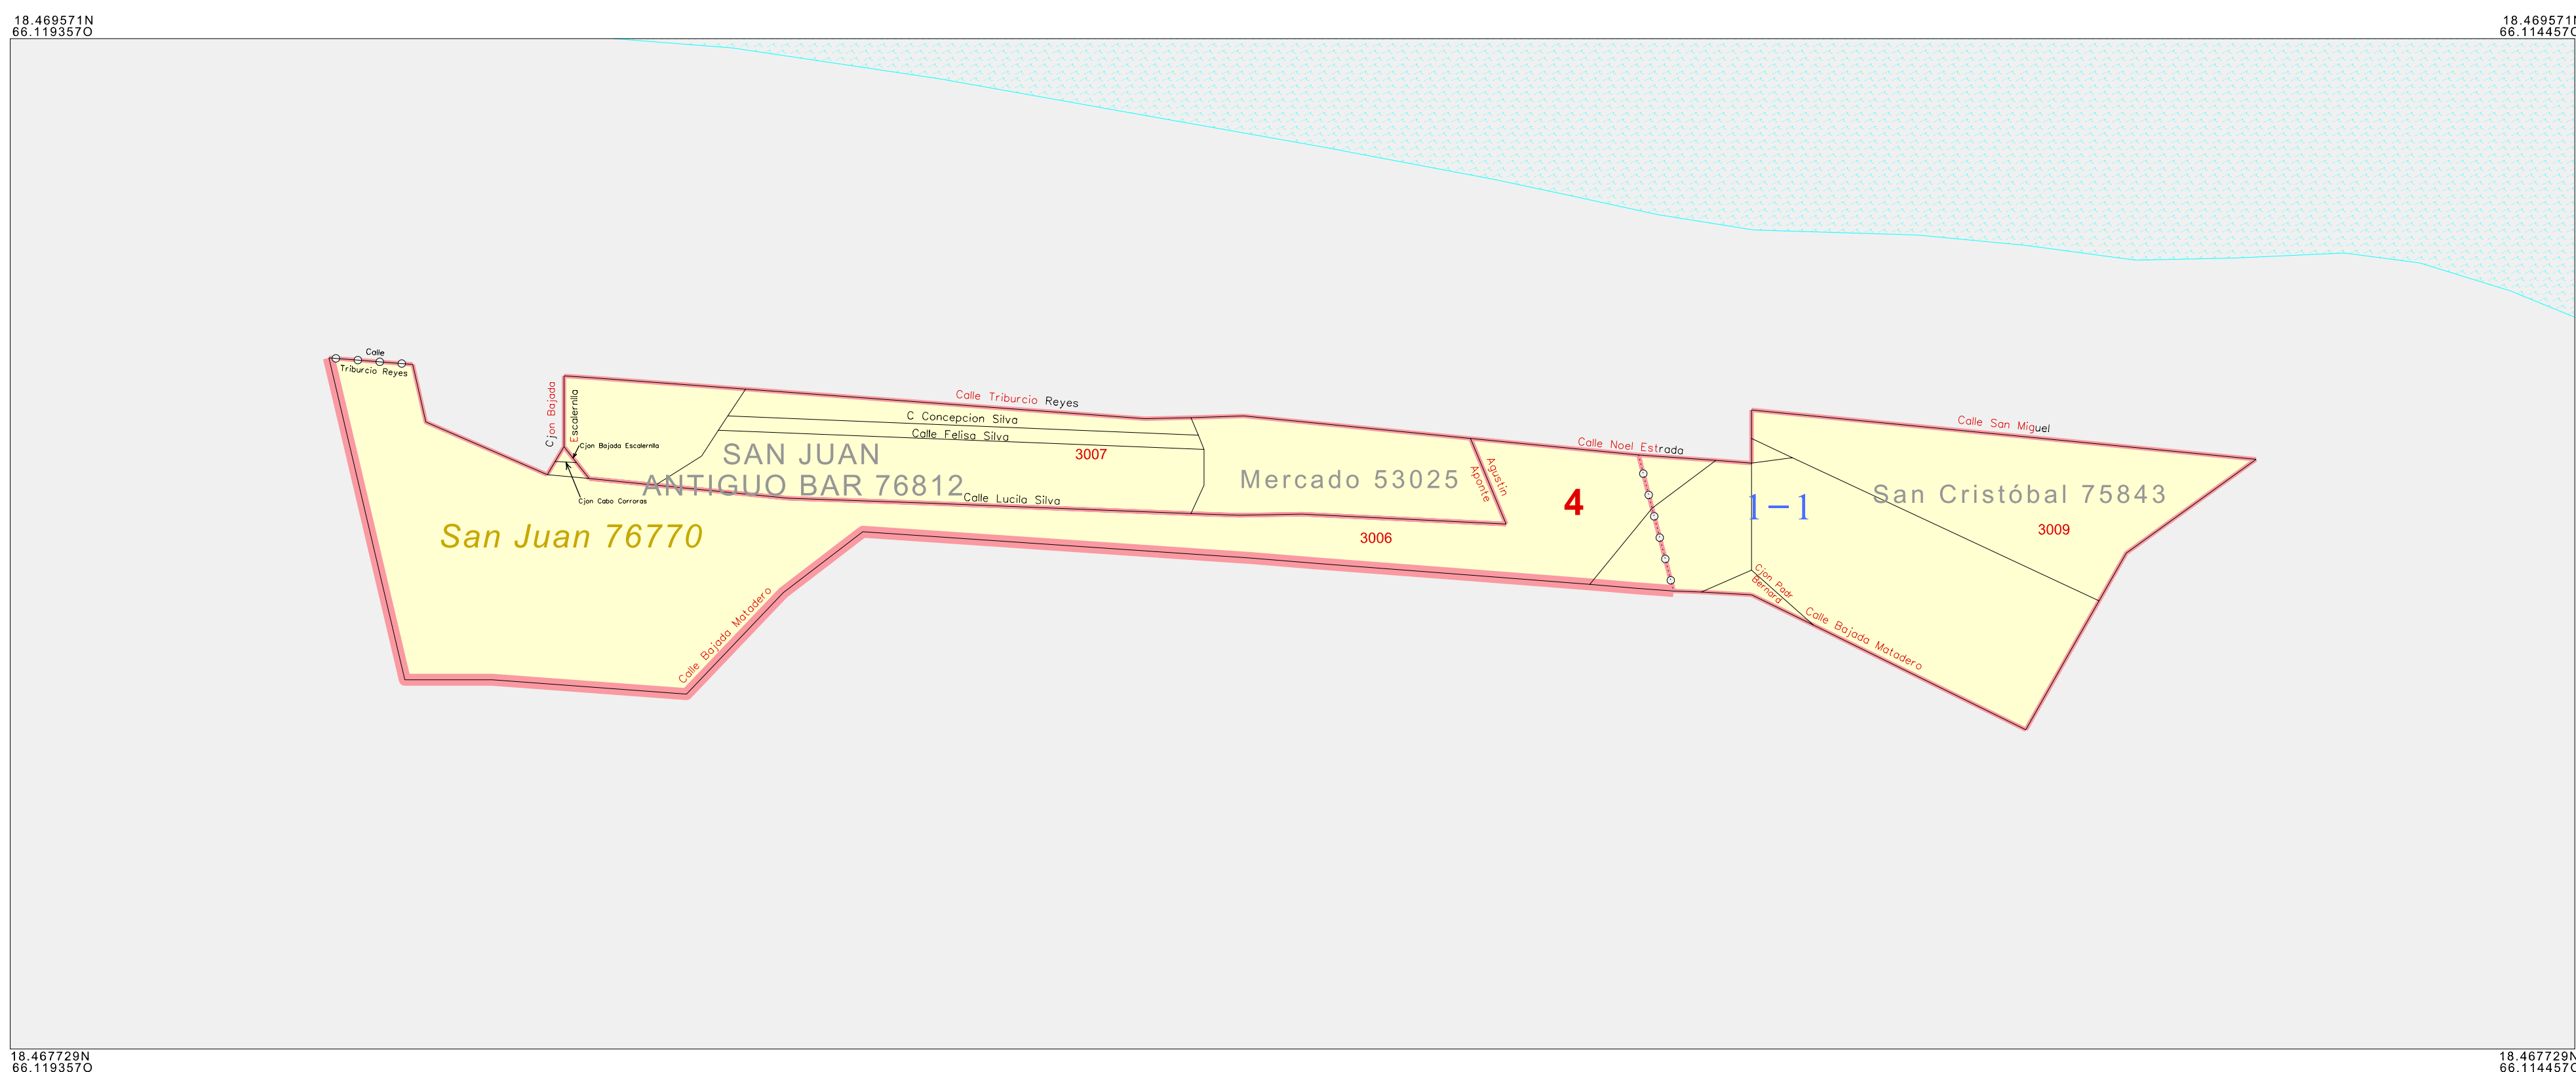 18.469571N
66.119357O
18.469571N
66.114457O
Calle
Triburcio Reyes
Cjon Bajada
Escalernlla
Cjon Bajada Escalernlla
Cjon Cabo Corroras
Calle Triburcio Reyes
C Concepcion Silva
Calle Felisa Silva
SAN JUAN
ANTIGUO BAR 76812
3007
Calle Lucila Silva
Mercado 53025
Agustin
Aponte
Calle Noel Estrada
4
1-1
Calle San Miguel
San Cristóbal 75843
3009
San Juan 76770
3006
Calle Bajada Matadero
Cjon Padr
Bernard
Calle Bajada Matadero
18.467729N
66.119357O
18.467729N
66.114457O